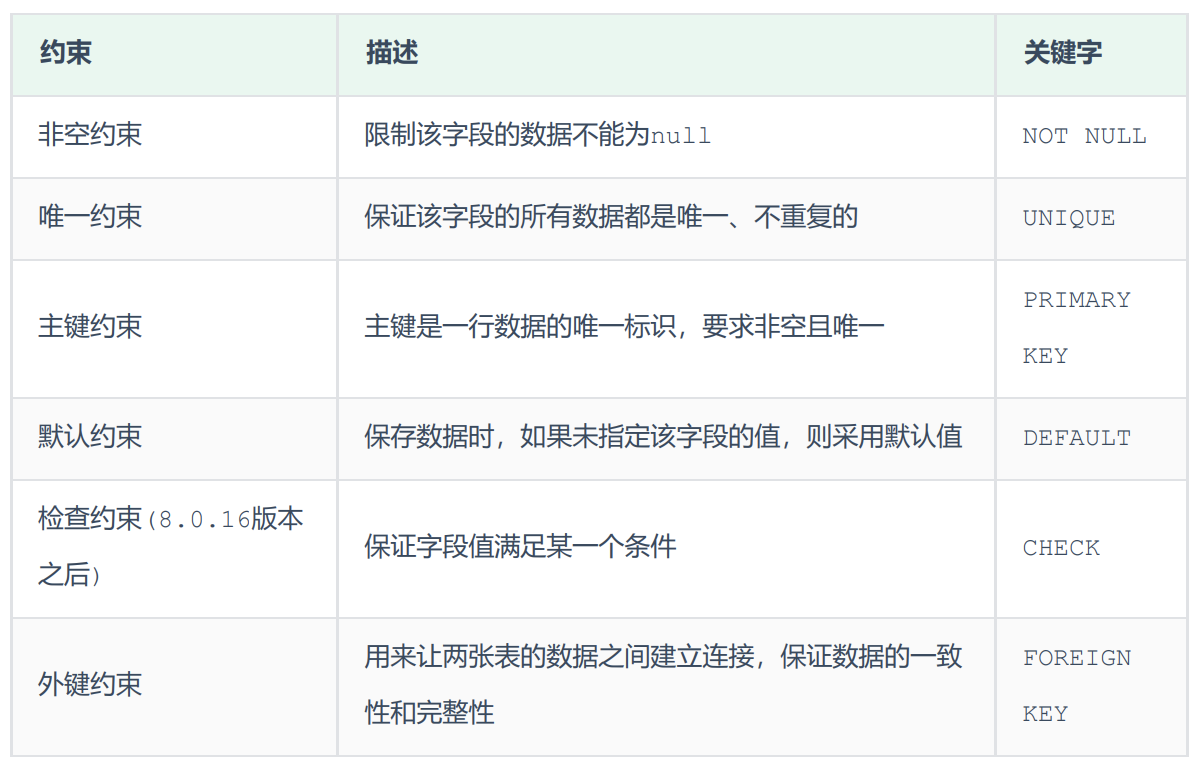 约束 描述 关键字
非空约束 限制该字段的数据不能为null NOT NULL
唯一约束 保证该字段的所有数据都是唯一、不重复的 UNIQUE
主键约束 主键是一行数据的唯一标识，要求非空且唯一 PRIMARY
KEY
默认约束 保存数据时，如果未指定该字段的值，则采用默认值 DEFAULT
检查约束(8.0.16版本
之后)
保证字段值满足某一个条件 CHECK
外键约束
用来让两张表的数据之间建立连接，保证数据的一致
性和完整性
FOREIGN
KEY